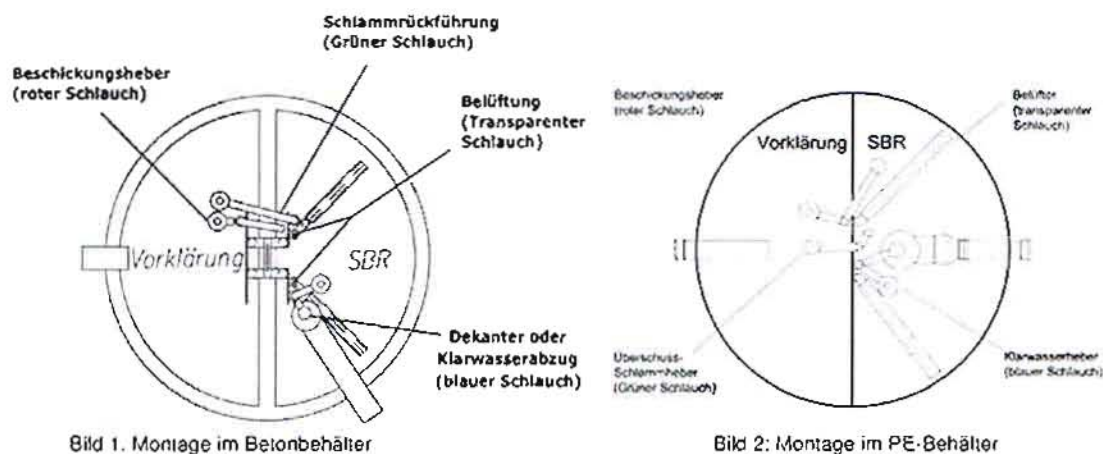 Schlammrückführung
(Grüner Schlauch)
Beschickungsheber
(roter Schlauch)
Belüftung
(Transparenter
Schlauch)
Vorklärung
SBR
Dekanter oder
Klarwasserabzug
(blauer Schlauch)
Bild 1. Montage im Betonbehälter
Beschickungsheber
(roter Schlauch)
Belüfter
(transparenter
Schlauch)
Vorklärung
SBR
Überschuss-
Schlammheber
(Grüner Schlauch)
Klarwasserheber
(blauer Schlauch)
Bild 2: Montage im PE-Behälter